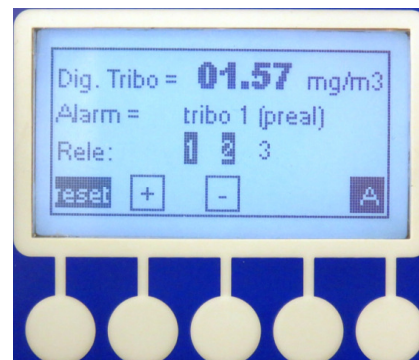 Dig. Tribo = 01.57 mg/m3
Alarm = tribo 1 (preal)
Rele: 1 2 3
reset + - A